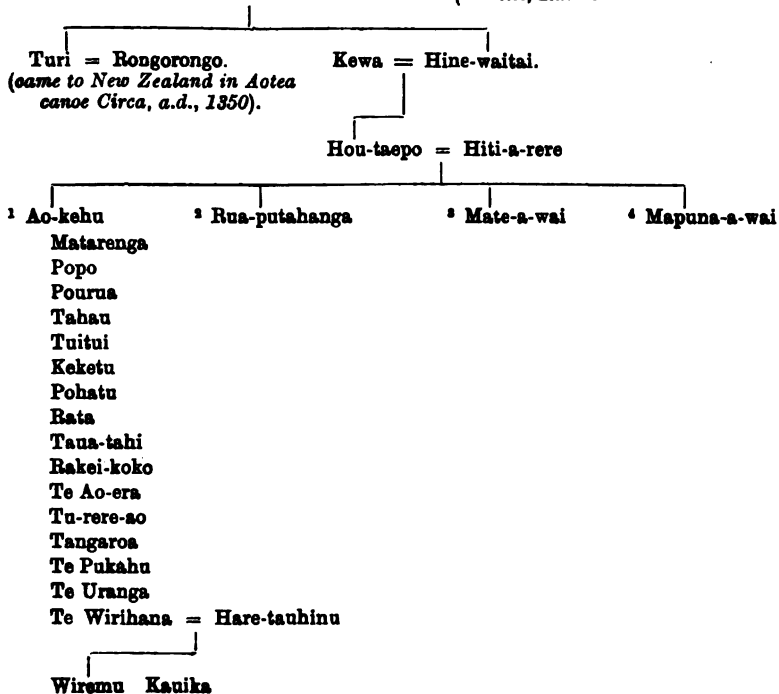 Turi = Rongorongo. Kewa = Hine-waitai.
(came to New Zealand in Aotea
canoe Circa, a.d., 1350).
Hou-taepo = Hiti-a-rere
1 Ao-kehu 2 Rua-putahanga 3 Mate-a-wai 4 Mapuna-a-wai
Matarenga
Popo
Pourua
Tahau
Tuitui
Keketu
Pohatu
Rata
Taua-tahi
Rakei-koko
Te Ao-era
Tu-rere-ao
Tangaroa
Te Pukahu
Te Uranga
Te Wirihana = Hare-tauhinu
Wiremu Kauika